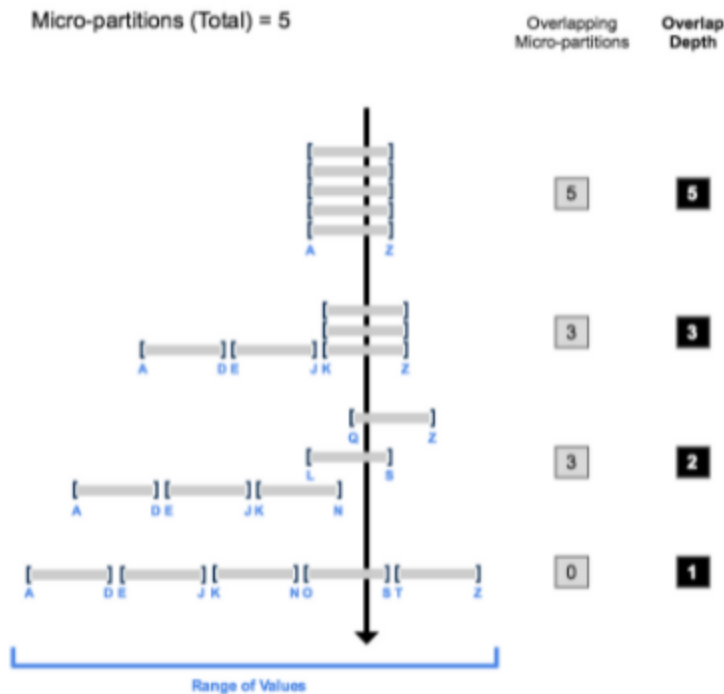 Micro-partitions (Total) = 5
Overlapping Micro-partitions
Overlap Depth
A Z
5 5
A D E J K Z
3 3
Q Z
L S
3 2
A D E J K N
0 1
A D E J K N O S T Z
Range of Values